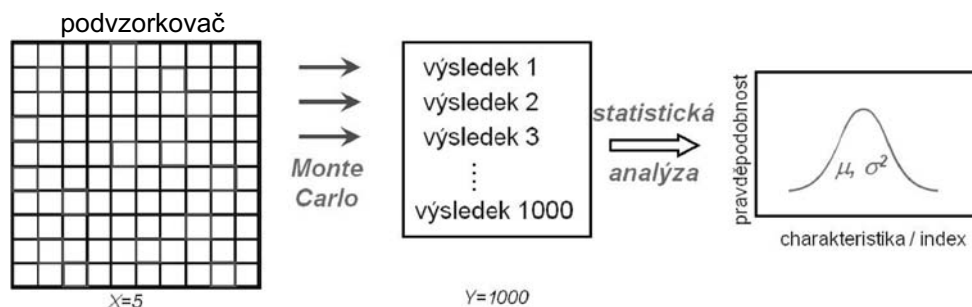 podvzorkovač
X=5
Monte
Carlo
výsledek 1
výsledek 2
výsledek 3
výsledek 1000
Y=1000
statistická
analýza
pravděpodobnost
μ, σ²
charakteristika / index